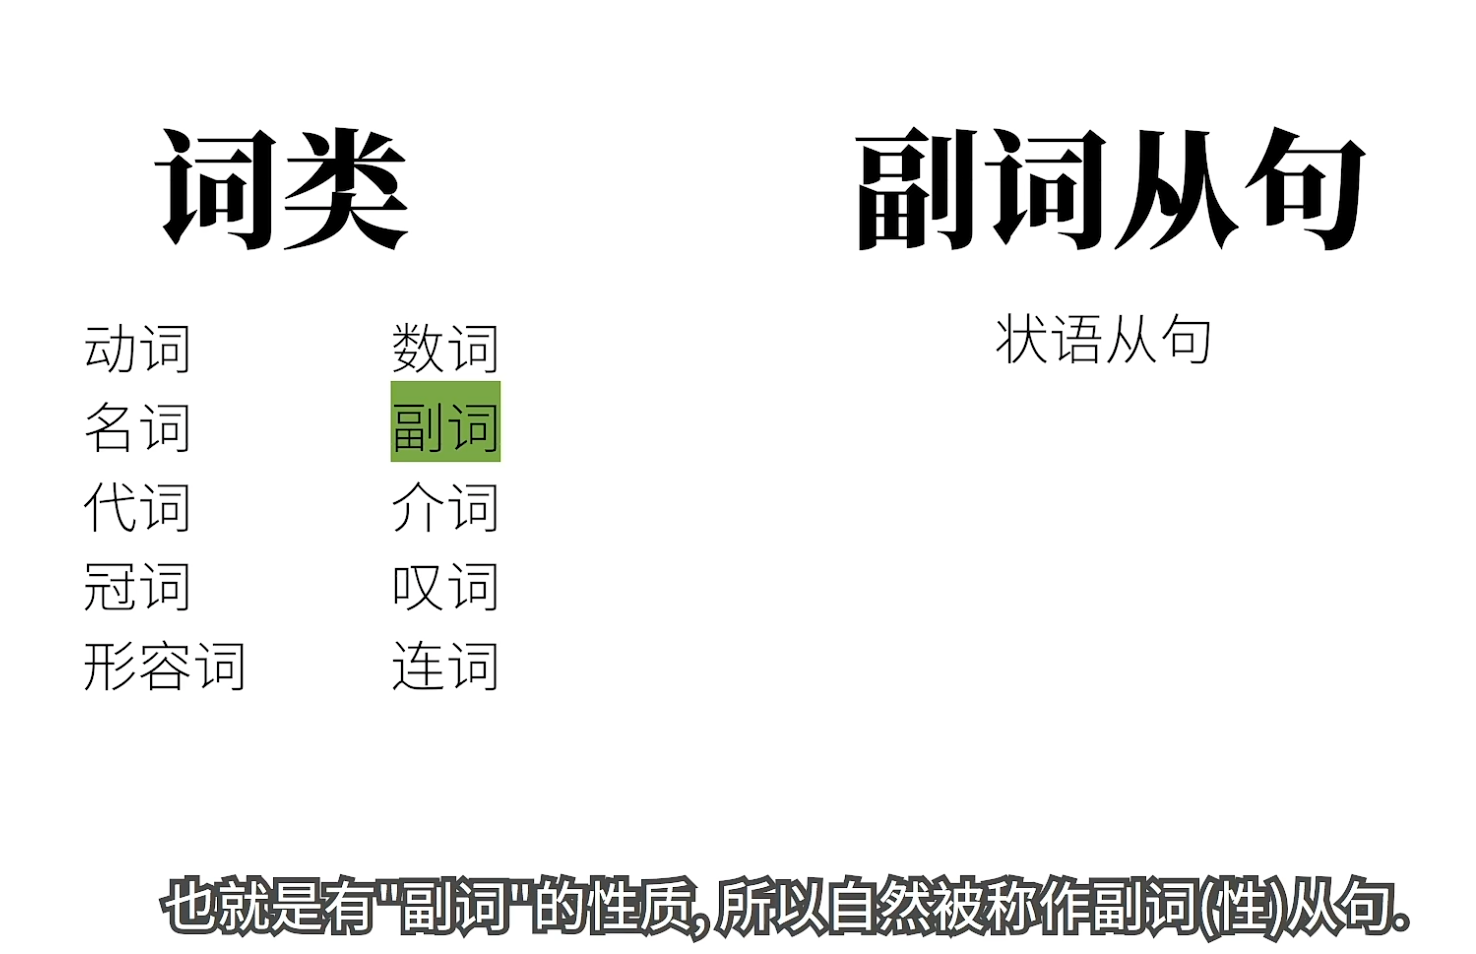 词类
动词
名词
代词
冠词
形容词
数词
副词
介词
叹词
连词
副词从句
状语从句
也就是有"副词"的性质,所以自然被称作副词(性)从句.